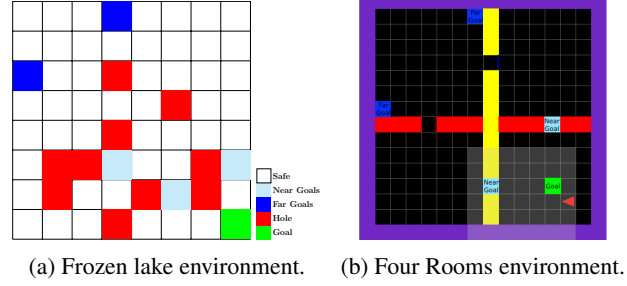 Far
Goal
Far
Goal
Near
Goal
Near
Goal
Goal
Safe
Near Goals
Far Goals
Hole
Goal
(a) Frozen lake environment.
(b) Four Rooms environment.